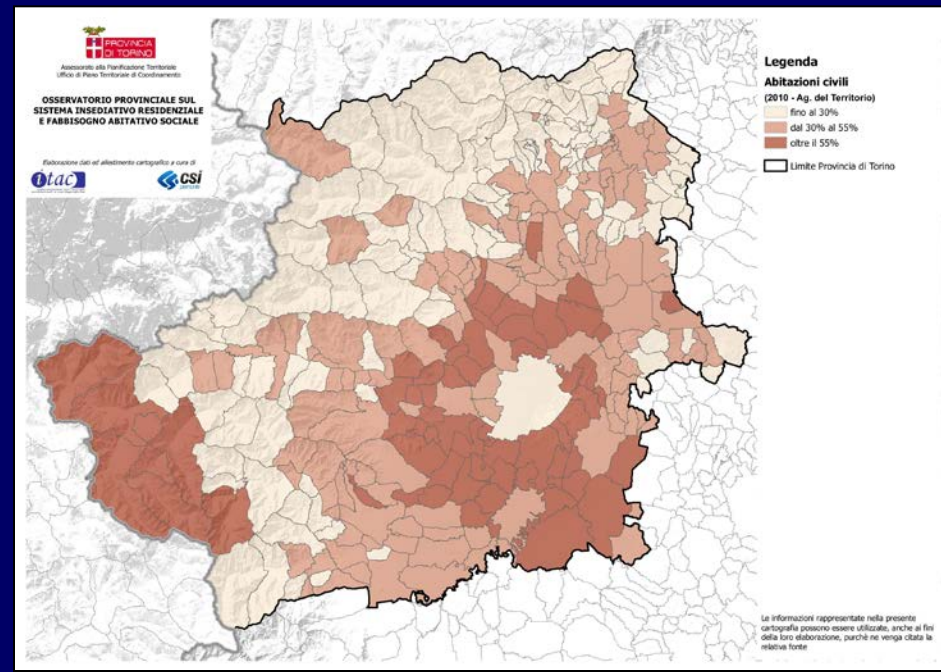 PROVINCIA
DI TORINO
Assessorato alla Pianificazione Territoriale
Ufficio di Piano Territoriale di Coordinamento
OSSERVATORIO PROVINCIALE SUL
SISTEMA INSEDIATIVO RESIDENZIALE
E FABBISOGNO ABITATIVO SOCIALE
Elaborazione dati ed allestimento cartografico a cura di
itac
CSI
Legenda
Abitazioni civili
(2010 - Ag. del Territorio)
fino al 30%
dal 30% al 55%
oltre il 55%
Limite Provincia di Torino
Le informazioni rappresentate nella presente
cartografia possono essere utilizzate, anche ai fini
della loro elaborazione, purchè ne venga citata la
relativa fonte